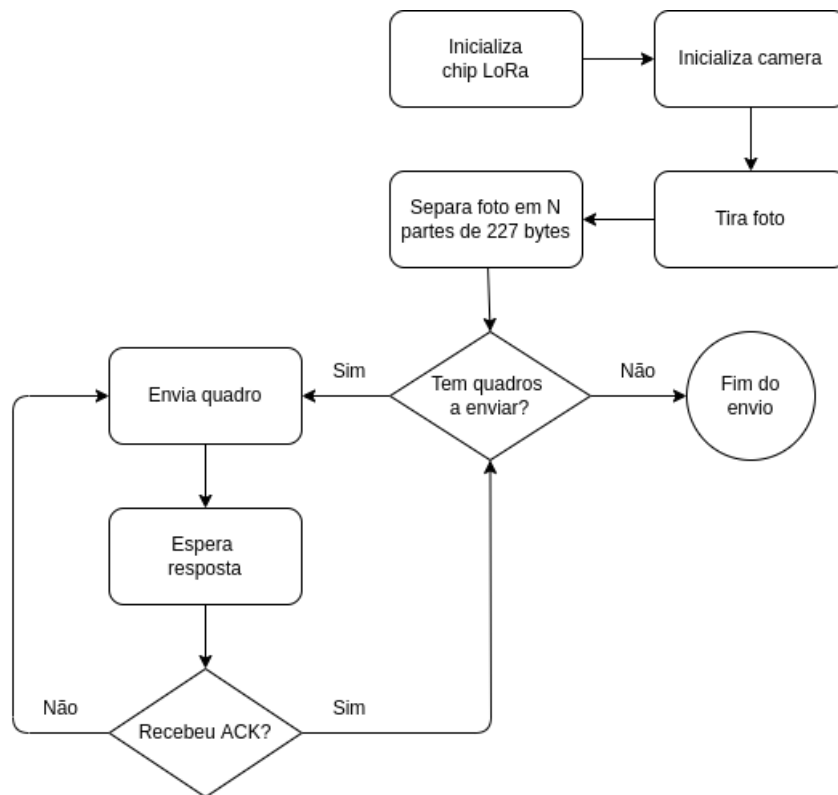 Inicializa
chip LoRa
Inicializa camera
Tira foto
Separa foto em N
partes de 227 bytes
Tem quadros
a enviar?
Sim
Não
Fim do
envio
Envia quadro
Espera
resposta
Recebeu ACK?
Não
Sim